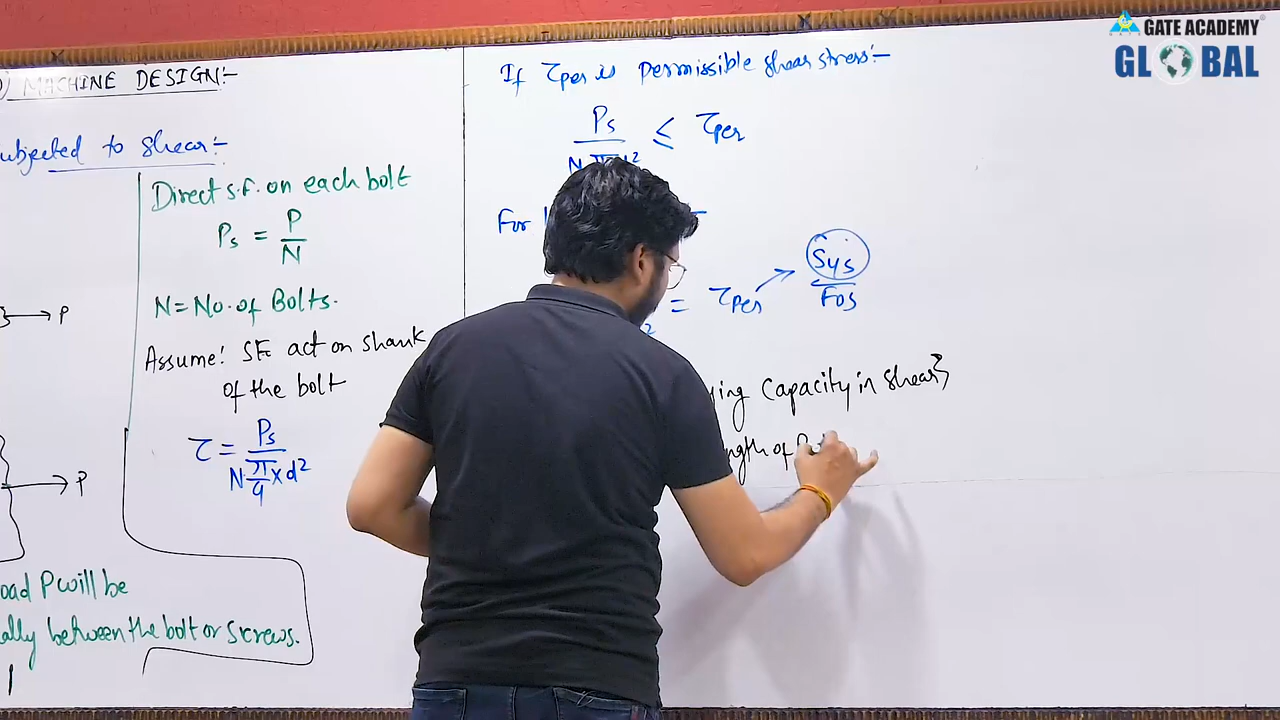 GATE ACADEMY
GLOBAL
MACHINE DESIGN:-
ubjected to shear:-
Direct s.f. on each bolt
Ps = P/N
N = No. of Bolts.
Assume: SF act on shank
of the bolt
τ = Ps / N π/4 x d²
→ P
→ P
oad P will be
ally between the bolt or screws.
If τper is permissible shear stress:-
Ps / N ≤ τper
For
= τper → Sys / FoS
ying Capacity in shear}
ngth of